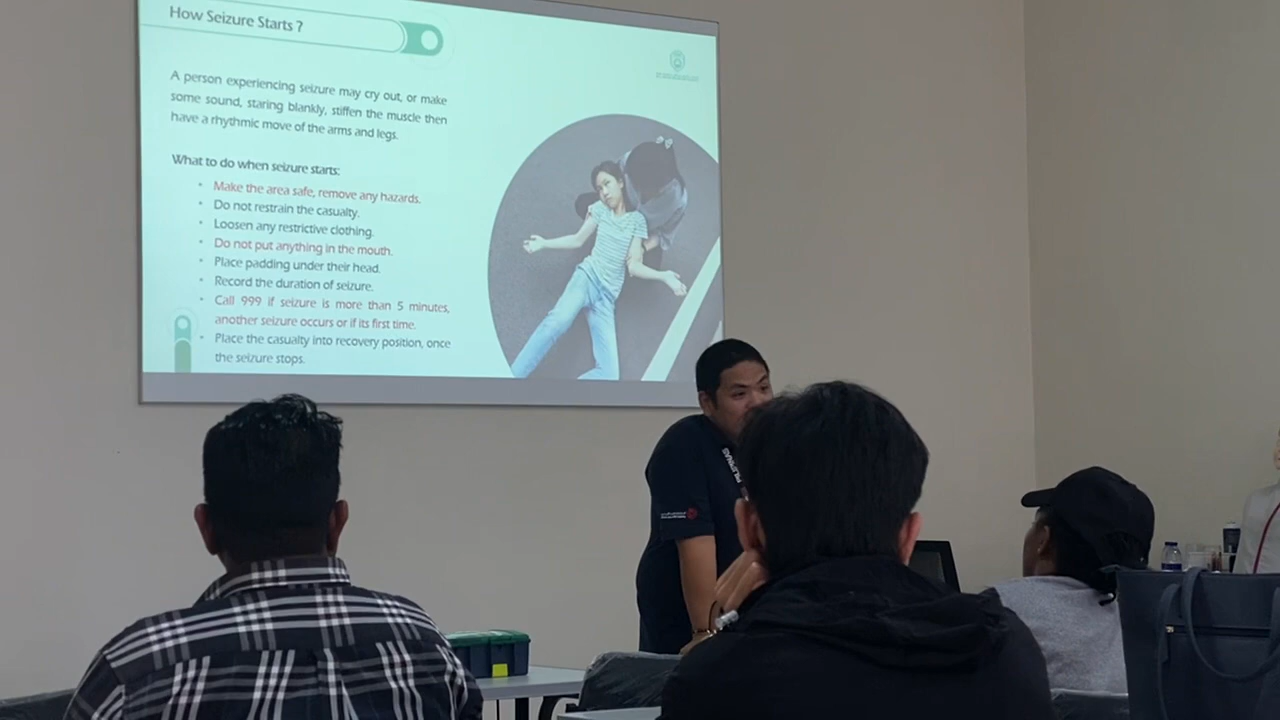 How Seizure Starts ?
A person experiencing seizure may cry out, or make
some sound, staring blankly, stiffen the muscle then
have a rhythmic move of the arms and legs.
What to do when seizure starts:
• Make the area safe, remove any hazards.
• Do not restrain the casualty.
• Loosen any restrictive clothing.
• Do not put anything in the mouth.
• Place padding under their head.
• Record the duration of seizure.
• Call 999 if seizure is more than 5 minutes,
another seizure occurs or if its first time.
• Place the casualty into recovery position, once
the seizure stops.
PILIPINAS